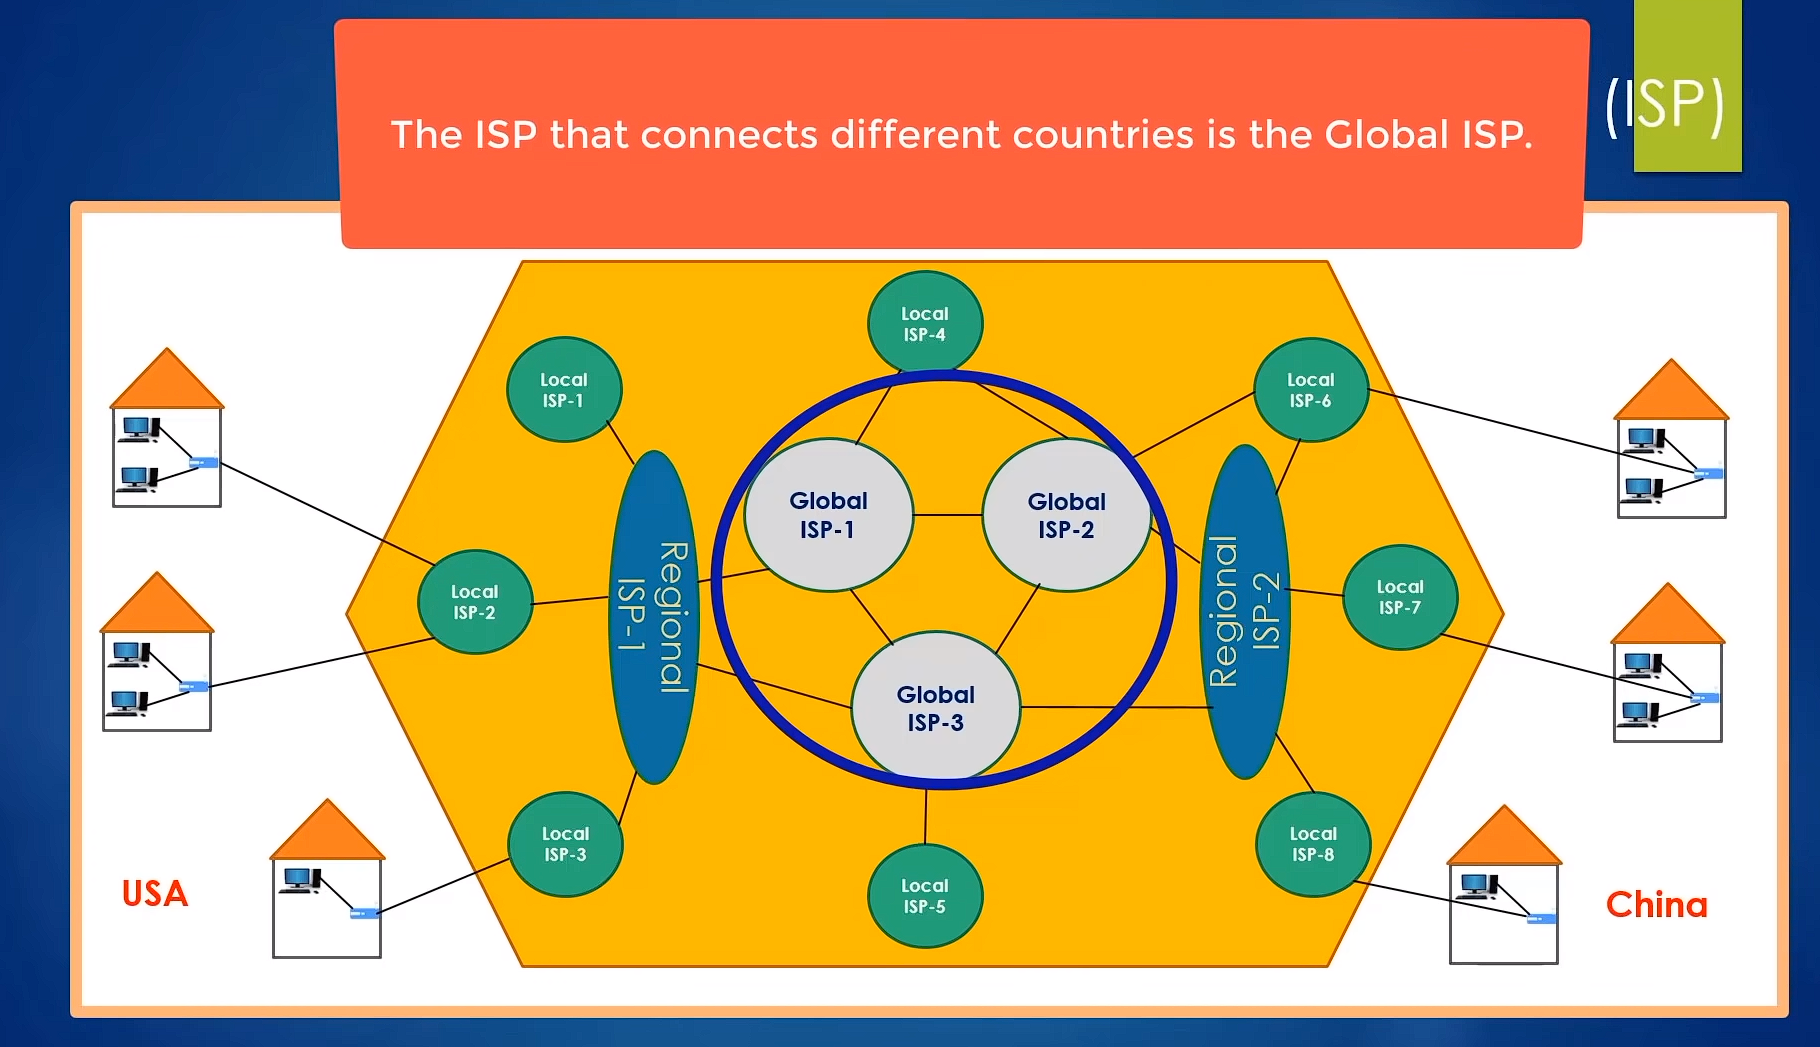 The ISP that connects different countries is the Global ISP.
(ISP)
Local
ISP-4
Local
ISP-1
Local
ISP-6
Global
ISP-1
Global
ISP-2
Local
ISP-2
Regional
ISP-1
Regional
ISP-2
Local
ISP-7
Global
ISP-3
Local
ISP-3
Local
ISP-8
Local
ISP-5
USA
China